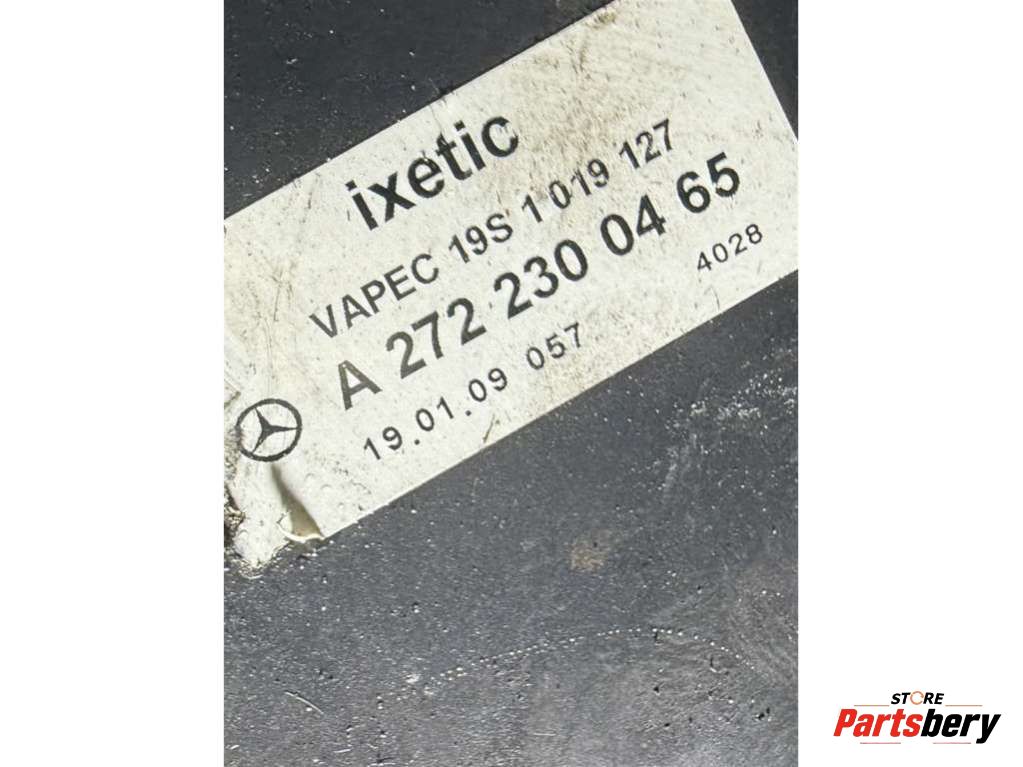 ixetic
VAPEC 19S 1 019 127
A 272 230 04 65
4028
19.01.09 057
STORE
Partsbery